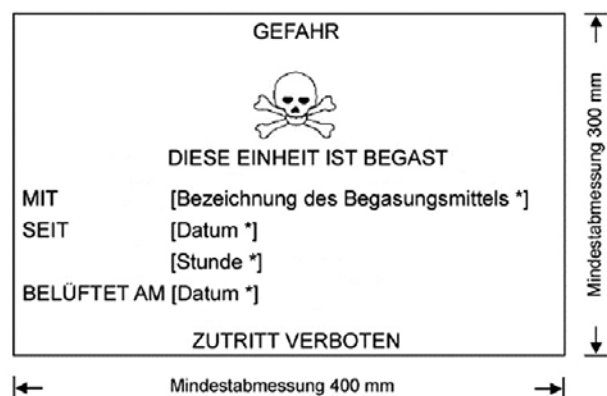 GEFAHR
DIESE EINHEIT IST BEGAST
MIT [Bezeichnung des Begasungsmittels *]
SEIT [Datum *]
[Stunde *]
BELÜFTET AM [Datum *]
ZUTRITT VERBOTEN
Mindestabmessung 300 mm
Mindestabmessung 400 mm